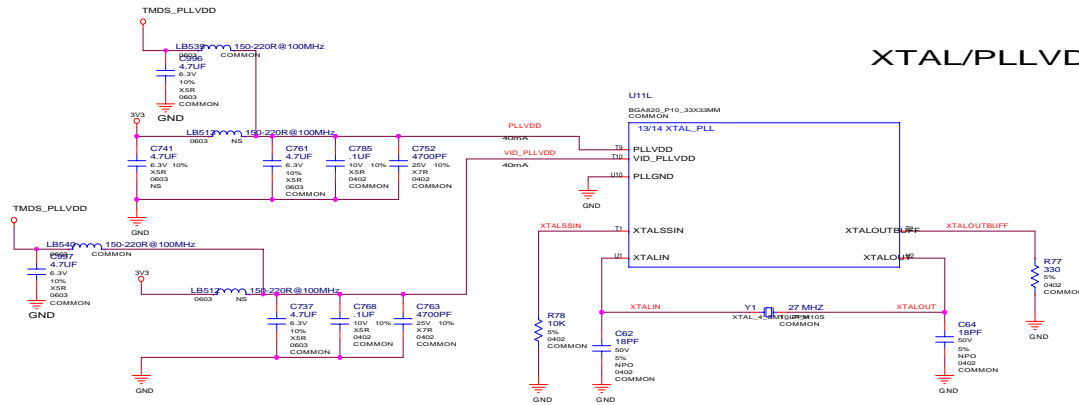 TMDS_PLLVDD
XTAL/PLLVD
LB539 150-220R@100MHz
0603 COMMON
C996
4.7UF
6.3V
10%
X5R
0603
COMMON
GND
3V3
LB513 150-220R@100MHz
0603 NS
C741
4.7UF
6.3V 10%
X5R
0603
NS
C761
4.7UF
6.3V 10%
X5R
0603
COMMON
C785
.1UF
10V 10%
X5R
0402
COMMON
C752
4700PF
25V 10%
X7R
0402
COMMON
GND
PLLVDD
40mA
VID_PLLVDD
40mA
U11L
BGA820_P10_33X33MM
COMMON
13/14 XTAL_PLL
T9 PLLVDD
T10 VID_PLLVDD
U10 PLLGND
GND
XTALSSIN T1 XTALSSIN
XTALOUTBUFF T2 XTALOUTBUFF
U1 XTALIN
XTALOUT U2
R77
330
5%
0402
COMMON
GND
TMDS_PLLVDD
LB540 150-220R@100MHz
0603 COMMON
C997
4.7UF
6.3V
10%
X5R
0603
COMMON
GND
3V3
150-220R@100MHz
0603 NS
C737
4.7UF
6.3V
10%
X5R
0603
COMMON
C768
.1UF
10V 10%
X5R
0402
COMMON
C763
4700PF
25V 10%
X7R
0402
COMMON
GND
R78
10K
5%
0402
COMMON
GND
XTALIN
Y1 27 MHZ
COMMON
XTALOUT
C62
18PF
50V
5%
NPO
0402
COMMON
GND
C64
18PF
50V
5%
NPO
0402
COMMON
GND